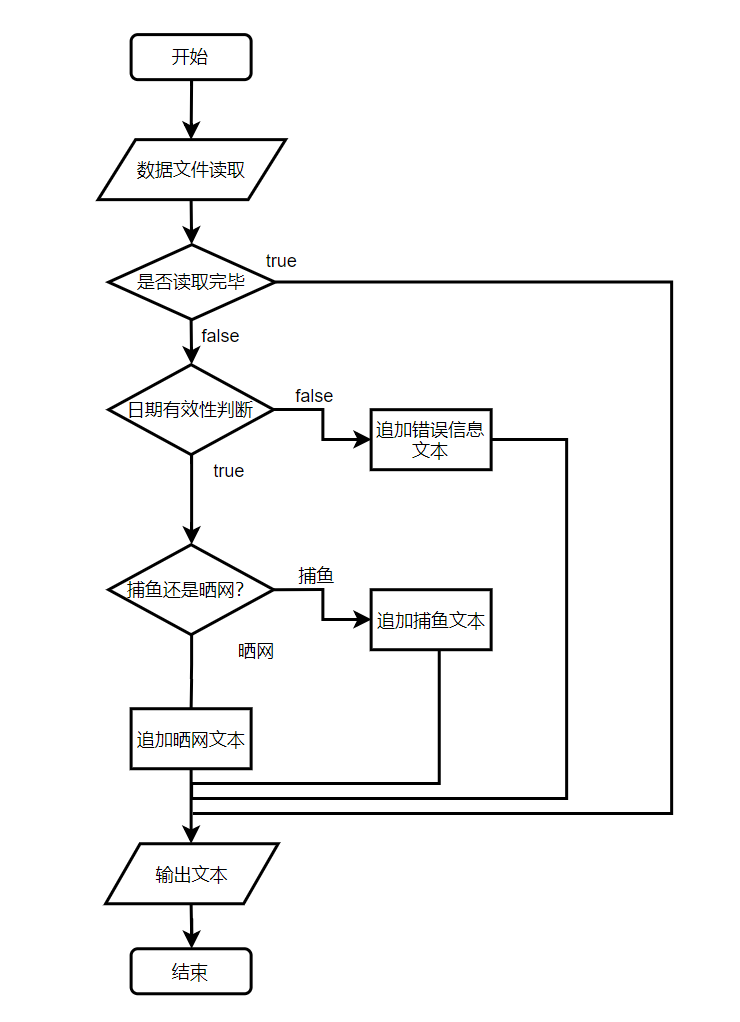 开始
数据文件读取
true
是否读取完毕
false
false
日期有效性判断
追加错误信息
文本
true
捕鱼
捕鱼还是晒网?
追加捕鱼文本
晒网
追加晒网文本
输出文本
结束